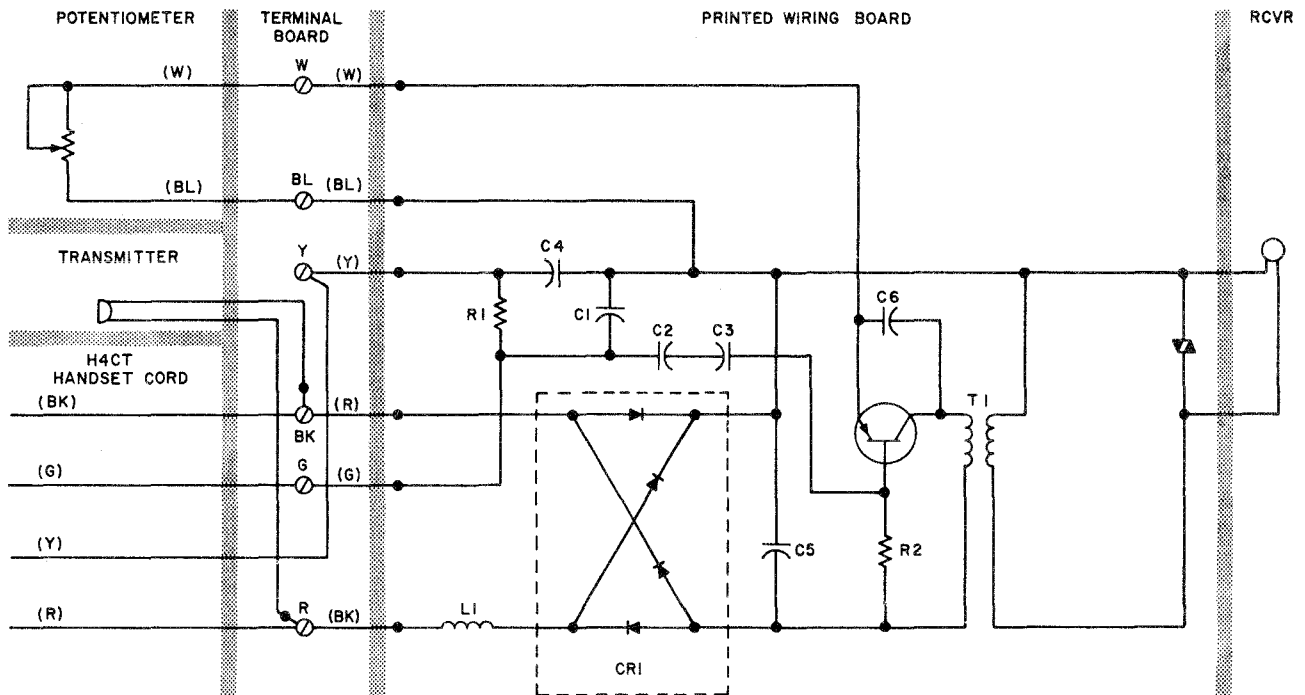 POTENTIOMETER
TERMINAL
BOARD
PRINTED WIRING BOARD
RCVR
(W)
W
(W)
(BL)
BL
(BL)
TRANSMITTER
Y
(Y)
C4
R1
C1
C2
C3
C6
H4CT
HANDSET CORD
(BK)
(R)
BK
T1
(G)
G
(G)
(Y)
C5
R2
(R)
R
(BK)
L1
CR1